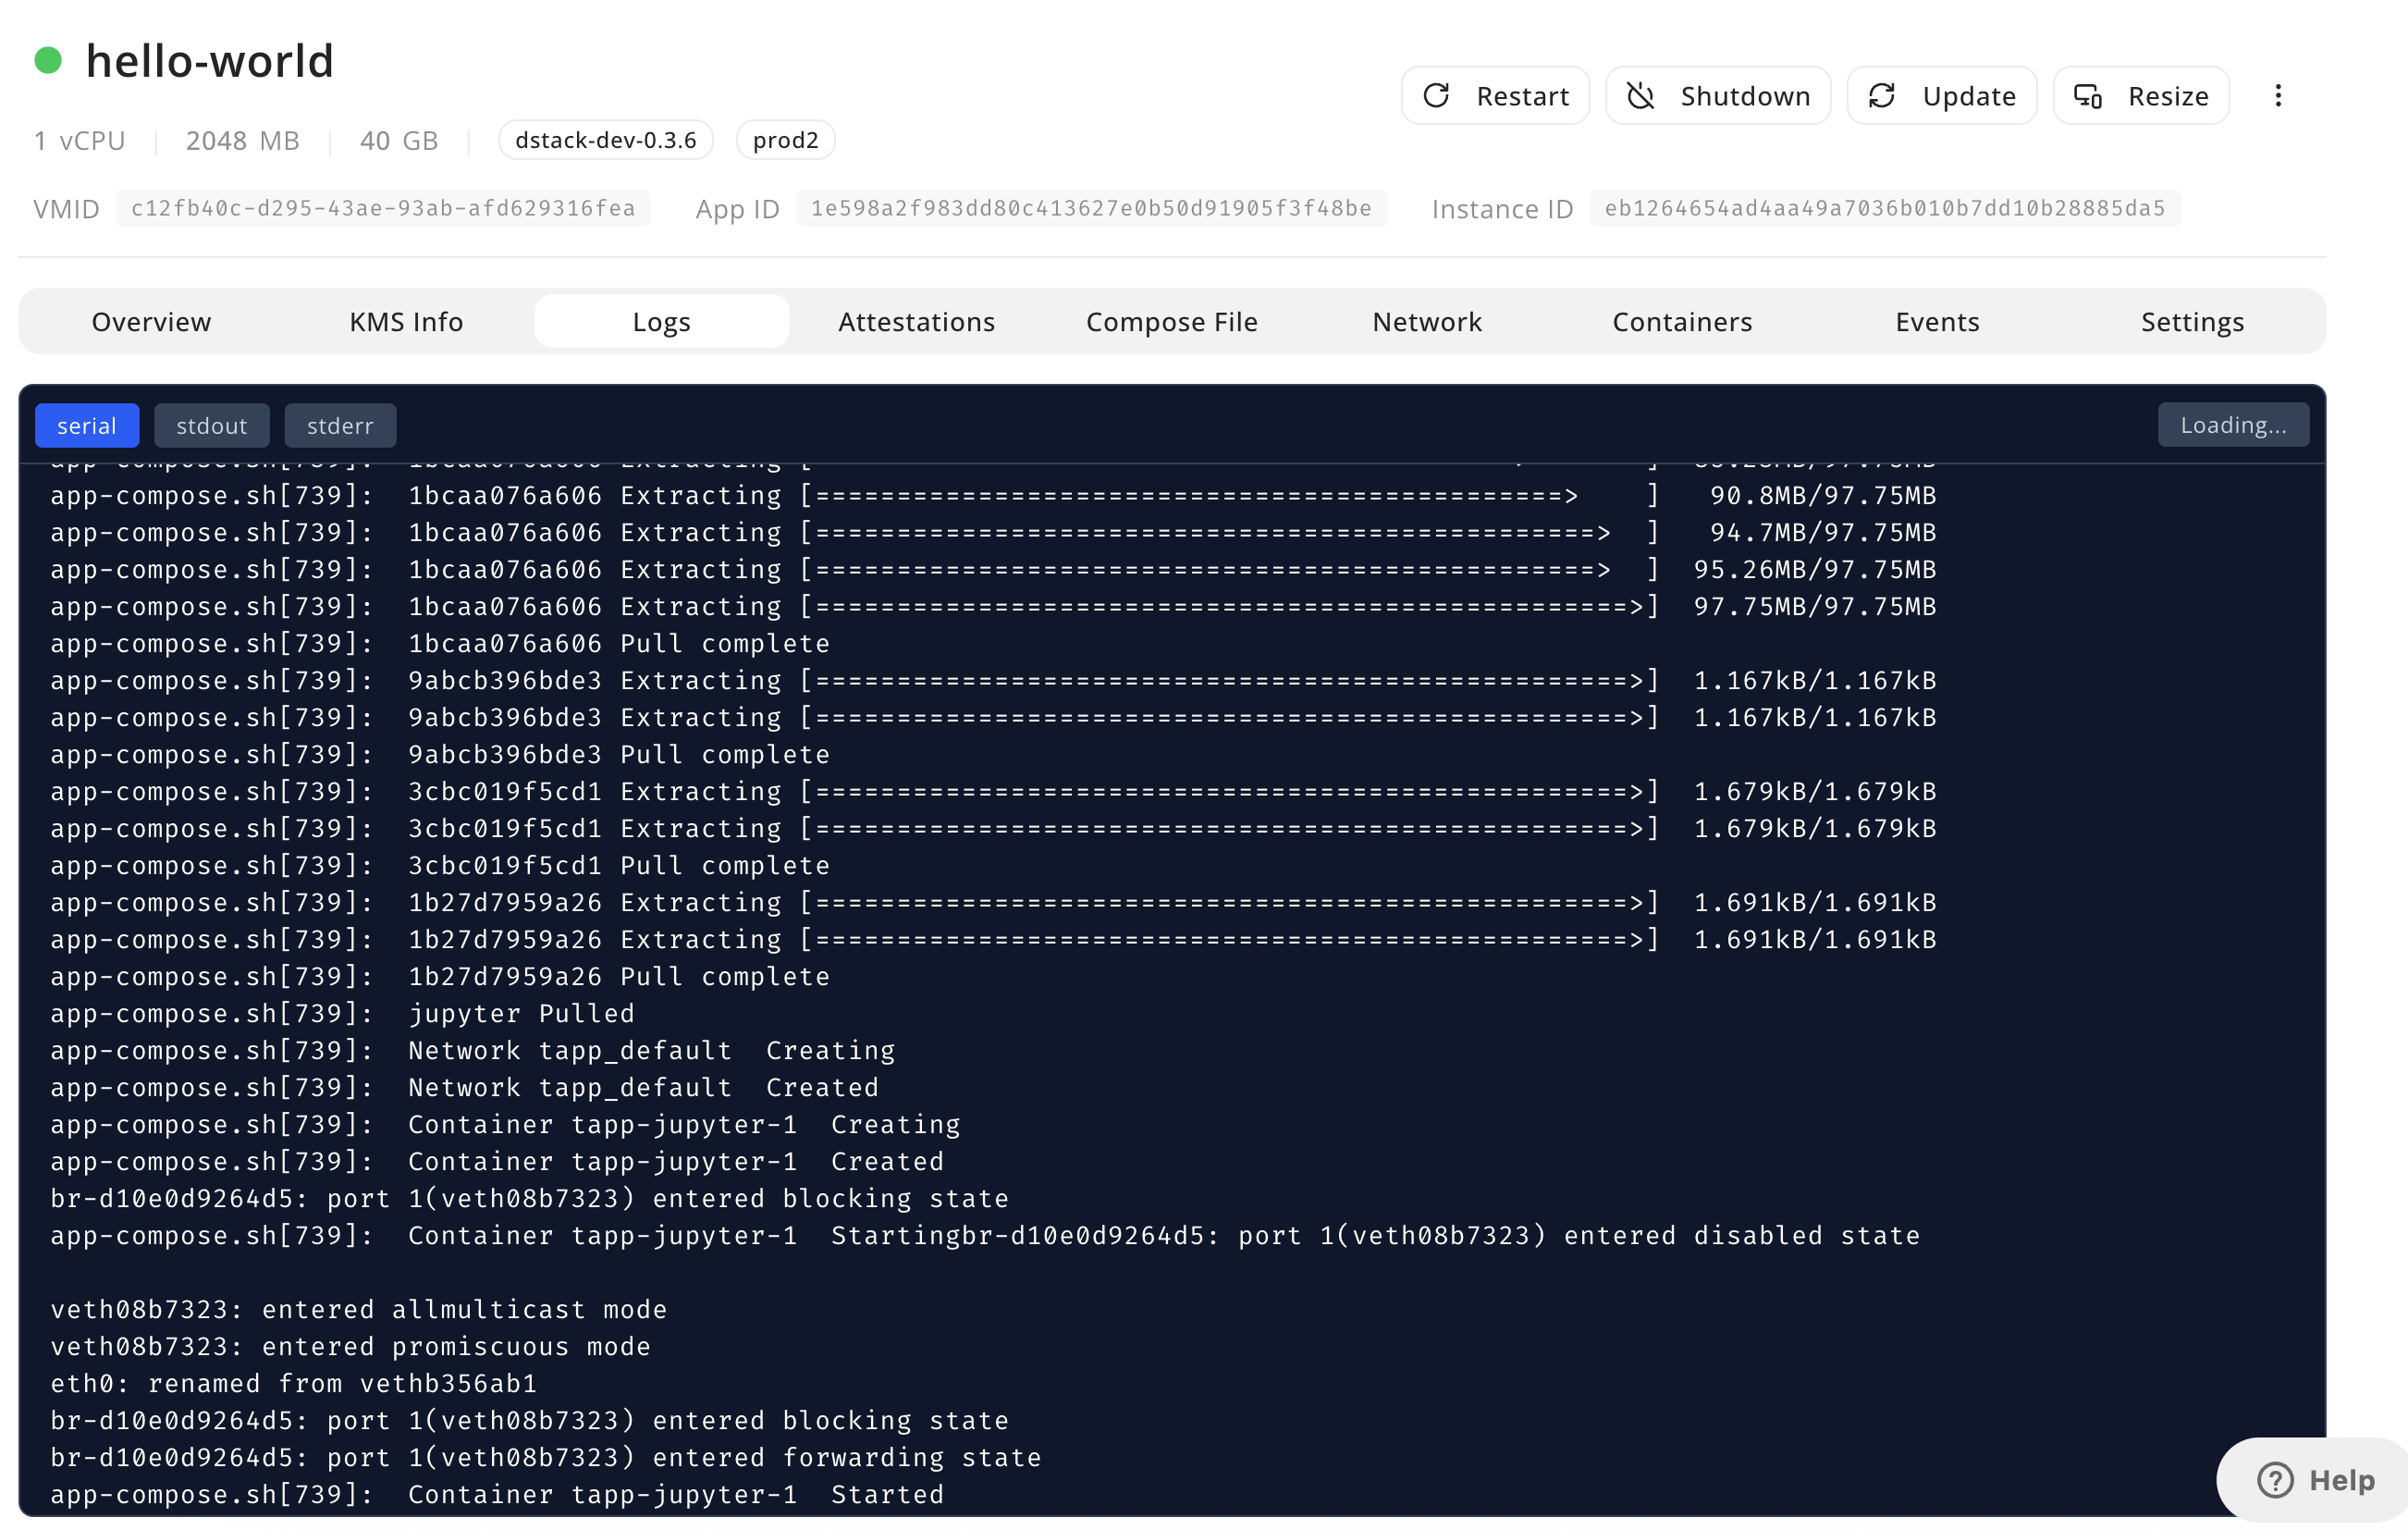 hello-world
Restart
Shutdown
Update
Resize
1 vCPU
2048 MB
40 GB
dstack-dev-0.3.6
prod2
VMID c12fb40c-d295-43ae-93ab-afd629316fea
App ID 1e598a2f983dd80c413627e0b50d91905f3f48be
Instance ID eb1264654ad4aa49a7036b010b7dd10b28885da5
Overview
KMS Info
Logs
Attestations
Compose File
Network
Containers
Events
Settings
serial
stdout
stderr
Loading...
app-compose.sh[739]:  1bcaa076a606 Extracting [==============================================>    ]   90.8MB/97.75MB
app-compose.sh[739]:  1bcaa076a606 Extracting [================================================>  ]   94.7MB/97.75MB
app-compose.sh[739]:  1bcaa076a606 Extracting [================================================>  ]  95.26MB/97.75MB
app-compose.sh[739]:  1bcaa076a606 Extracting [==================================================>]  97.75MB/97.75MB
app-compose.sh[739]:  1bcaa076a606 Pull complete
app-compose.sh[739]:  9abcb396bde3 Extracting [==================================================>]  1.167kB/1.167kB
app-compose.sh[739]:  9abcb396bde3 Extracting [==================================================>]  1.167kB/1.167kB
app-compose.sh[739]:  9abcb396bde3 Pull complete
app-compose.sh[739]:  3cbc019f5cd1 Extracting [==================================================>]  1.679kB/1.679kB
app-compose.sh[739]:  3cbc019f5cd1 Extracting [==================================================>]  1.679kB/1.679kB
app-compose.sh[739]:  3cbc019f5cd1 Pull complete
app-compose.sh[739]:  1b27d7959a26 Extracting [==================================================>]  1.691kB/1.691kB
app-compose.sh[739]:  1b27d7959a26 Extracting [==================================================>]  1.691kB/1.691kB
app-compose.sh[739]:  1b27d7959a26 Pull complete
app-compose.sh[739]:  jupyter Pulled
app-compose.sh[739]:  Network tapp_default  Creating
app-compose.sh[739]:  Network tapp_default  Created
app-compose.sh[739]:  Container tapp-jupyter-1  Creating
app-compose.sh[739]:  Container tapp-jupyter-1  Created
br-d10e0d9264d5: port 1(veth08b7323) entered blocking state
app-compose.sh[739]:  Container tapp-jupyter-1  Startingbr-d10e0d9264d5: port 1(veth08b7323) entered disabled state
veth08b7323: entered allmulticast mode
veth08b7323: entered promiscuous mode
eth0: renamed from vethb356ab1
br-d10e0d9264d5: port 1(veth08b7323) entered blocking state
br-d10e0d9264d5: port 1(veth08b7323) entered forwarding state
app-compose.sh[739]:  Container tapp-jupyter-1  Started
Help